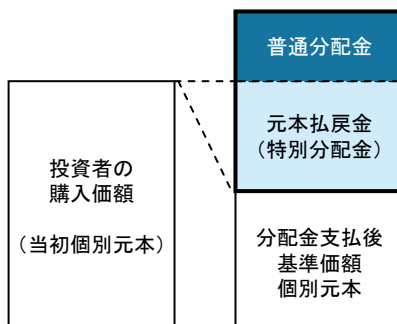 普通分配金
元本払戻金
（特別分配金）
投資者の
購入価額
（当初個別元本）
分配金支払後
基準価額
個別元本